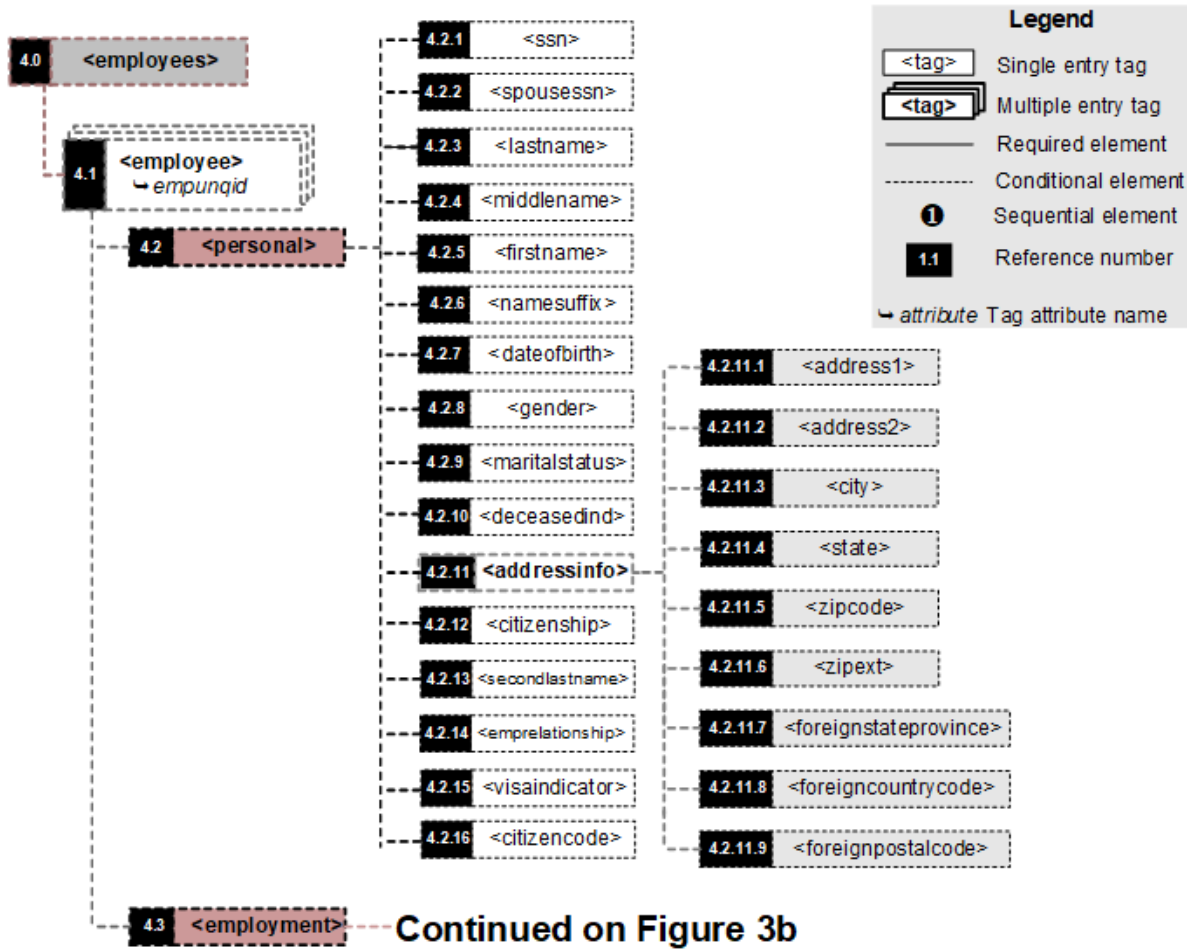 4.0 <employees>
4.1 <employee>
↪ empunqid
4.2 <personal>
4.2.1 <ssn>
4.2.2 <spousessn>
4.2.3 <lastname>
4.2.4 <middlename>
4.2.5 <firstname>
4.2.6 <namesuffix>
4.2.7 <dateofbirth>
4.2.8 <gender>
4.2.9 <maritalstatus>
4.2.10 <deceasedind>
4.2.11 <addressinfo>
4.2.12 <citizenship>
4.2.13 <secondlastname>
4.2.14 <emprelationship>
4.2.15 <visaindicator>
4.2.16 <citizencode>
4.2.11.1 <address1>
4.2.11.2 <address2>
4.2.11.3 <city>
4.2.11.4 <state>
4.2.11.5 <zipcode>
4.2.11.6 <zipext>
4.2.11.7 <foreignstateprovince>
4.2.11.8 <foreigncountrycode>
4.2.11.9 <foreignpostalcode>
4.3 <employment>
Continued on Figure 3b
Legend
<tag> Single entry tag
<tag> Multiple entry tag
Required element
Conditional element
❶ Sequential element
1.1 Reference number
↪ attribute Tag attribute name